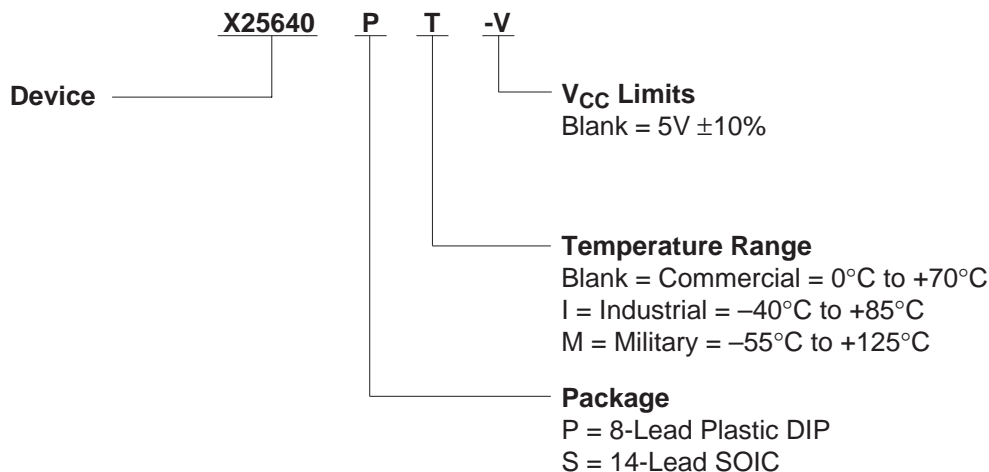 X25640 P T -V
Device
VCC Limits
Blank = 5V ±10%
Temperature Range
Blank = Commercial = 0°C to +70°C
I = Industrial = –40°C to +85°C
M = Military = –55°C to +125°C
Package
P = 8-Lead Plastic DIP
S = 14-Lead SOIC